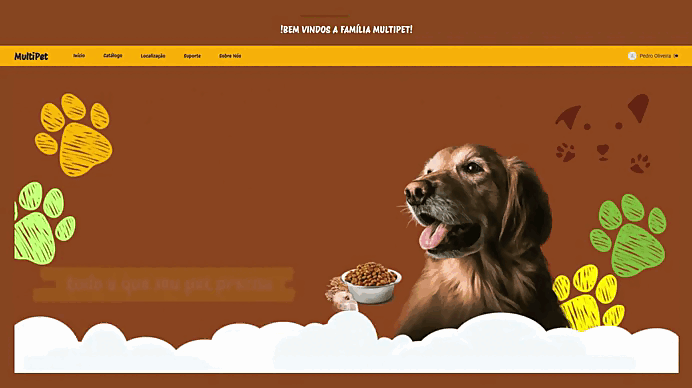 !BEM VINDOS A FAMÍLIA MULTIPET!
MultiPet Início Catálogo Localização Suporte Sobre Nós Pedro Oliveira
tudo o que seu pet precisa